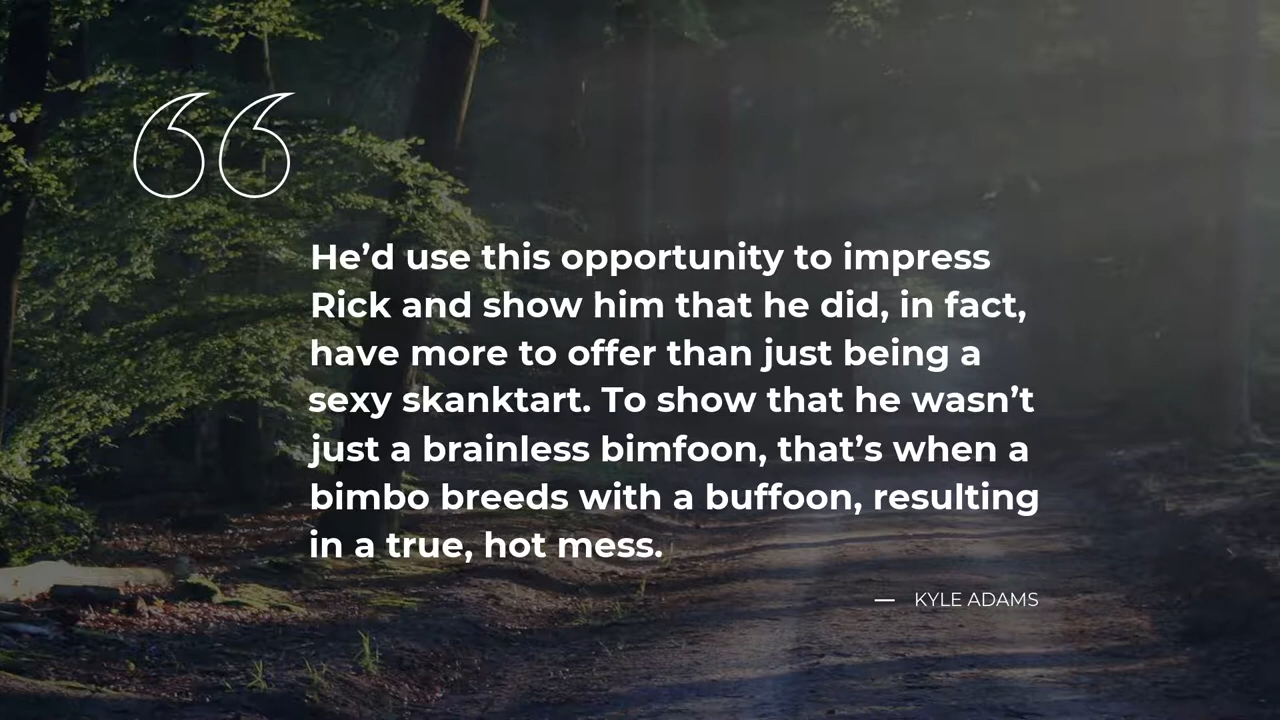 “
He’d use this opportunity to impress
Rick and show him that he did, in fact,
have more to offer than just being a
sexy skanktart. To show that he wasn’t
just a brainless bimfoon, that’s when a
bimbo breeds with a buffoon, resulting
in a true, hot mess.
— KYLE ADAMS